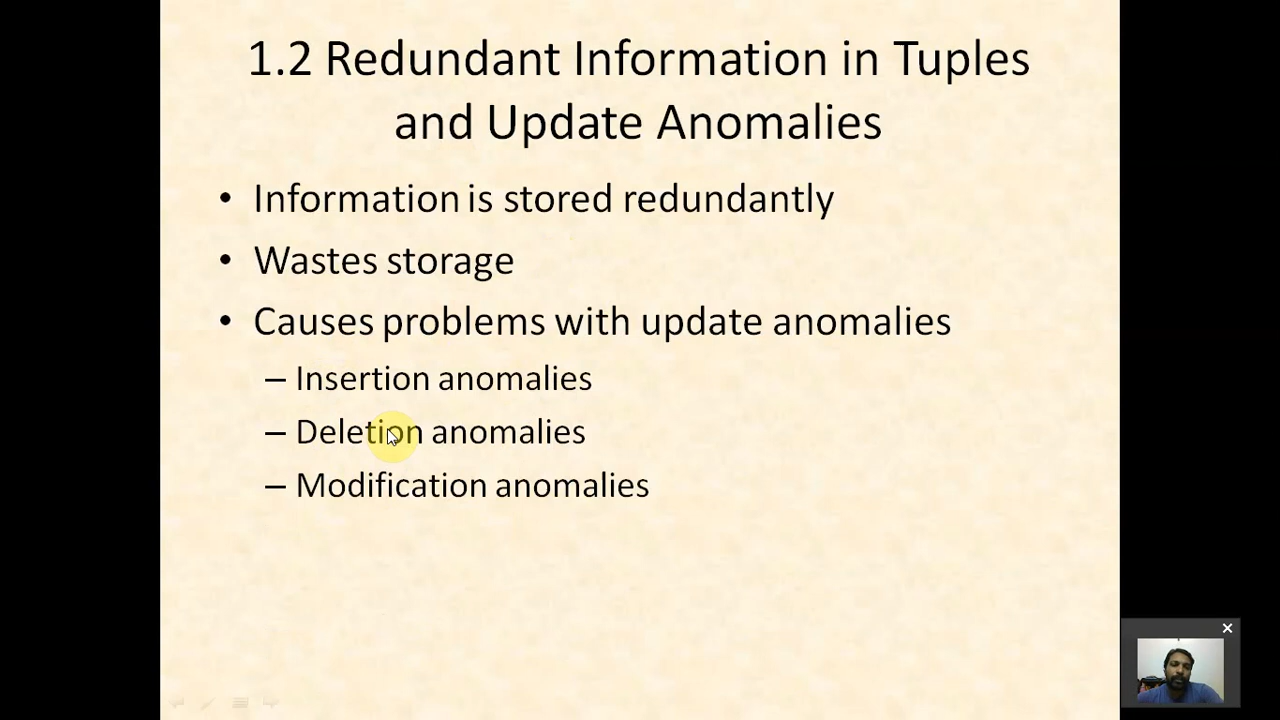 1.2 Redundant Information in Tuples
and Update Anomalies
• Information is stored redundantly
• Wastes storage
• Causes problems with update anomalies
– Insertion anomalies
– Deletion anomalies
– Modification anomalies